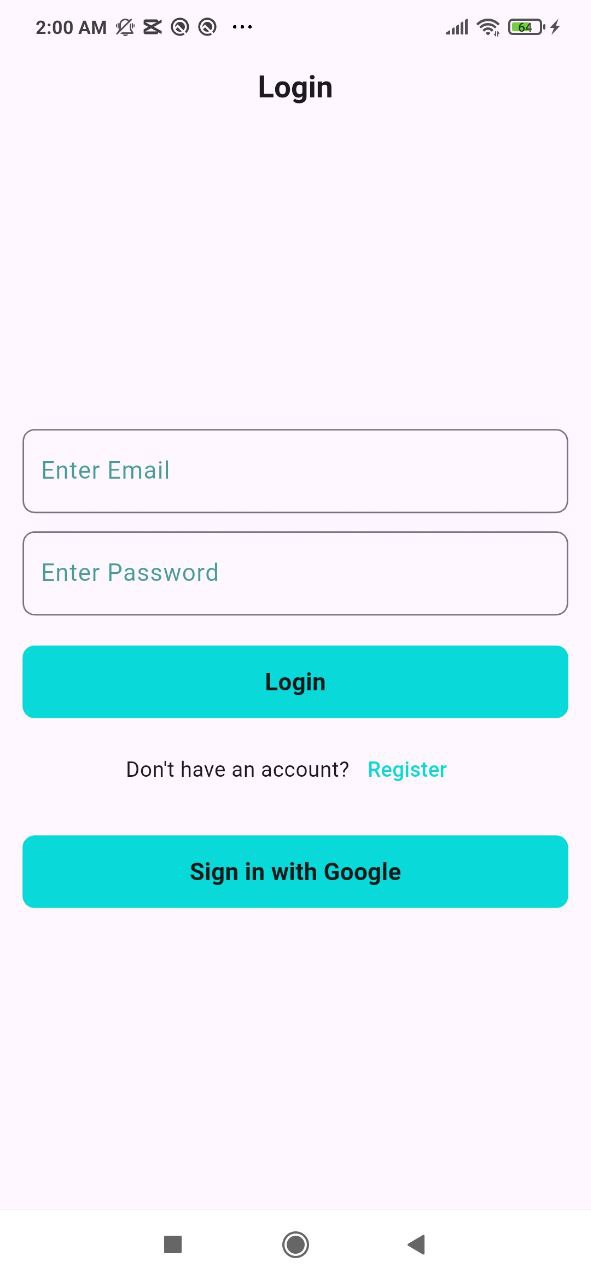 2:00 AM
64
Login
Enter Email
Enter Password
Login
Don't have an account? Register
Sign in with Google